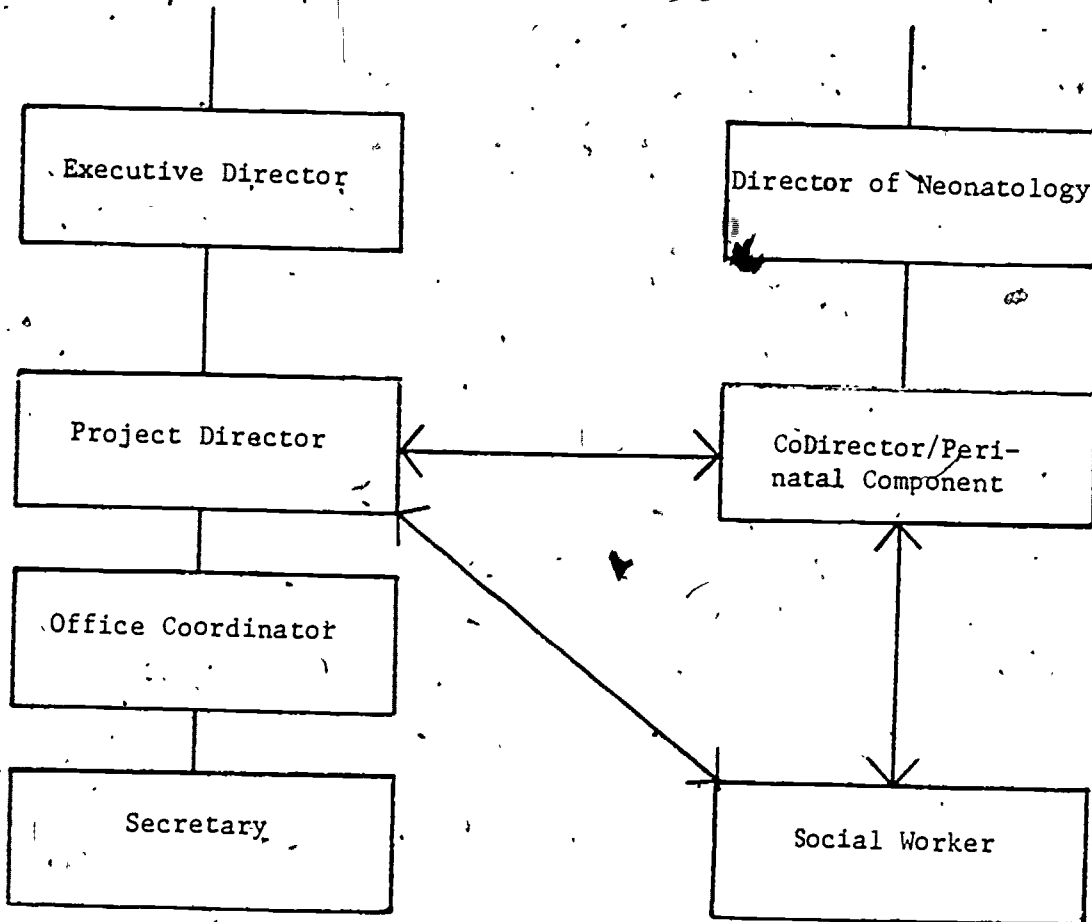 Executive Director
Director of Neonatology
Project Director
CoDirector/Peri-
natal Component
Office Coordinator
Secretary
Social Worker